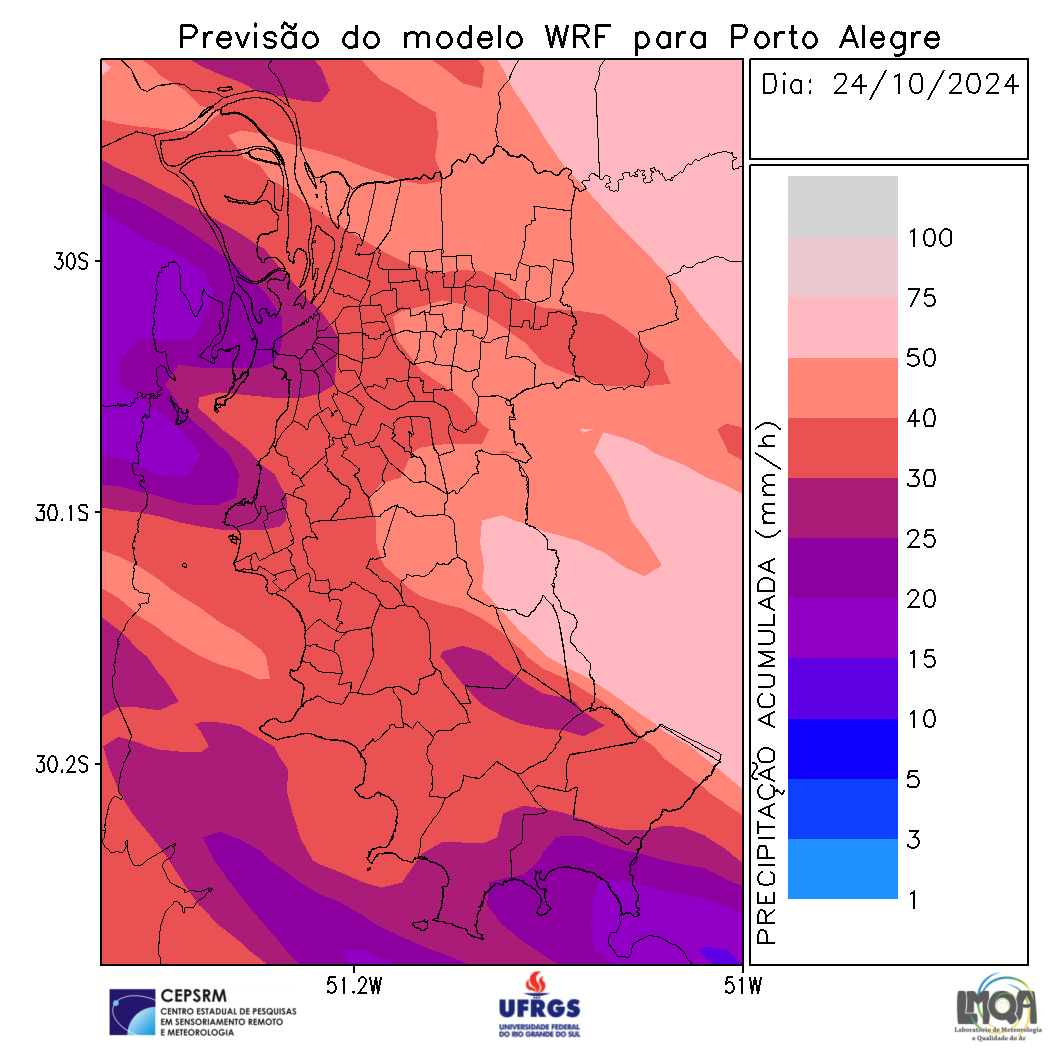 Previsão do modelo WRF para Porto Alegre
Dia: 24/10/2024
30S
30.1S
30.2S
51.2W
51W
PRECIPITAÇÃO ACUMULADA (mm/h)
100
75
50
40
30
25
20
15
10
5
3
1
CEPSRM
CENTRO ESTADUAL DE PESQUISAS
EM SENSORIAMENTO REMOTO
E METEOROLOGIA
UFRGS
UNIVERSIDADE FEDERAL
DO RIO GRANDE DO SUL
LMQA
Laboratório de Meteorologia
e Qualidade do Ar